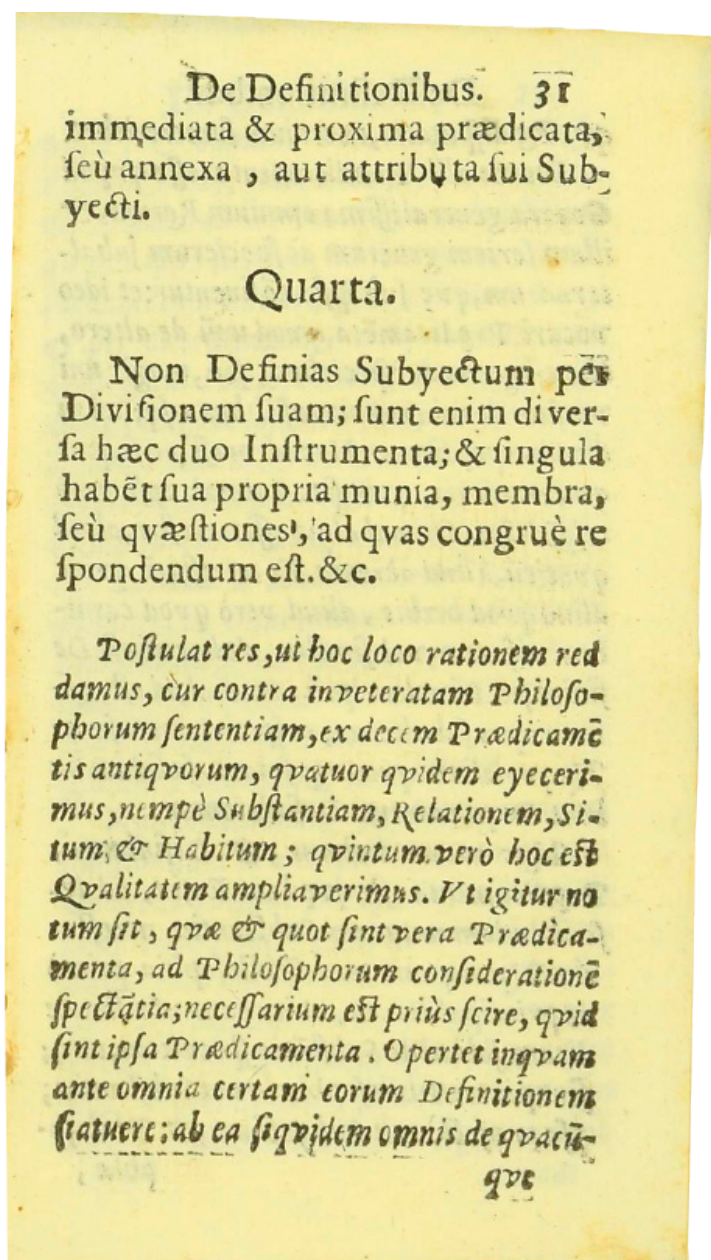 De Definitionibus. 31
immediata & proxima prædicata,
ſeù annexa , aut attributa ſui Sub-
yecti.
Quarta.
Non Definias Subyectum per
Diviſionem ſuam; ſunt enim diver-
ſa hæc duo Inſtrumenta; & ſingula
habēt ſua propria munia, membra,
ſeù qvæſtiones, ad qvas congruè re
ſpondendum eſt. &c.
Poſtulat res, ut hoc loco rationem red
damus, cur contra inveteratam Philoſo-
phorum ſententiam, ex decem Prædicamē
tis antiqvorum, qvatuor qvidem eyeceri-
mus, nempè Subſtantiam, Relationem, Si-
tum, & Habitum ; qvintum verò hoc eſt
Qvalitatem ampliaverimus. Vt igitur no
tum ſit , qvæ & quot ſint vera Prædica-
menta, ad Philoſophorum conſiderationē
ſpectātia; neceſſarium eſt priùs ſcire, qvid
ſint ipſa Prædicamenta . Opertet inqvam
ante omnia certam eorum Definitionem
ſtatuere: ab ea ſiqvidem omnis de qvacū-
qve